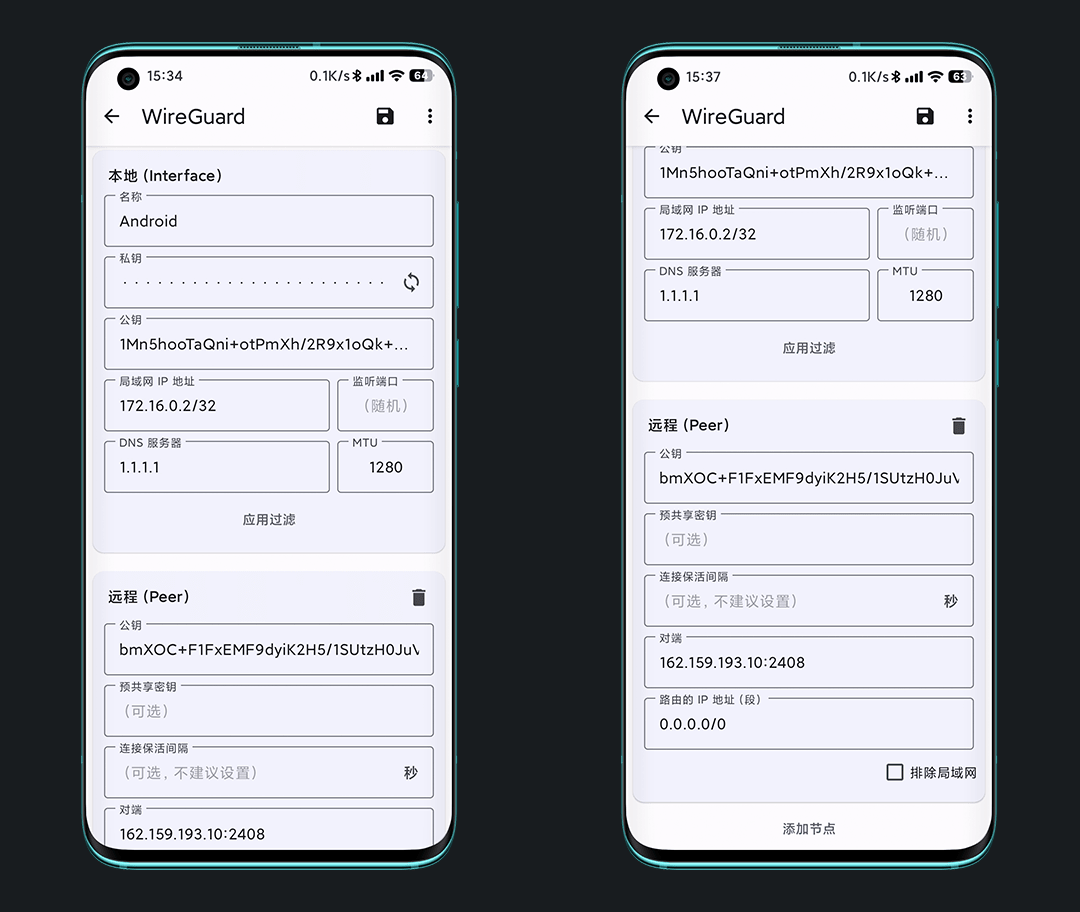 15:34
0.1K/s
64
WireGuard
本地 (Interface)
名称
Android
私钥
公钥
1Mn5hooTaQni+otPmXh/2R9x1oQk+...
局域网 IP 地址
172.16.0.2/32
监听端口
（随机）
DNS 服务器
1.1.1.1
MTU
1280
应用过滤
远程 (Peer)
公钥
bmXOC+F1FxEMF9dyiK2H5/1SUtzH0Ju
预共享密钥
（可选）
连接保活间隔
（可选, 不建议设置）
秒
对端
162.159.193.10:2408
15:37
0.1K/s
63
WireGuard
公钥
1Mn5hooTaQni+otPmXh/2R9x1oQk+...
局域网 IP 地址
172.16.0.2/32
监听端口
（随机）
DNS 服务器
1.1.1.1
MTU
1280
应用过滤
远程 (Peer)
公钥
bmXOC+F1FxEMF9dyiK2H5/1SUtzH0Ju
预共享密钥
（可选）
连接保活间隔
（可选, 不建议设置）
秒
对端
162.159.193.10:2408
路由的 IP 地址（段）
0.0.0.0/0
排除局域网
添加节点